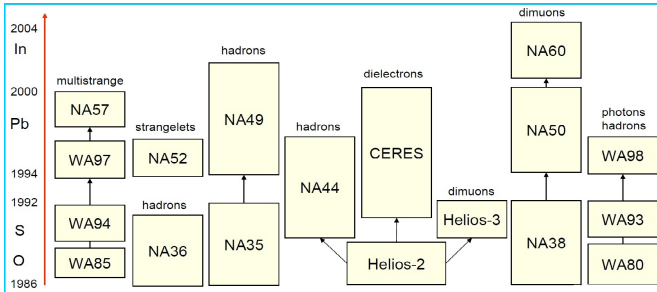 2004
In
2000
Pb
1994
1992
S
O
1986
multistrange
NA57
WA97
WA94
WA85
strangelets
NA52
hadrons
NA36
hadrons
NA49
NA35
hadrons
NA44
dielectrons
CERES
Helios-2
dimuons
Helios-3
dimuons
NA60
NA50
NA38
photons
hadrons
WA98
WA93
WA80